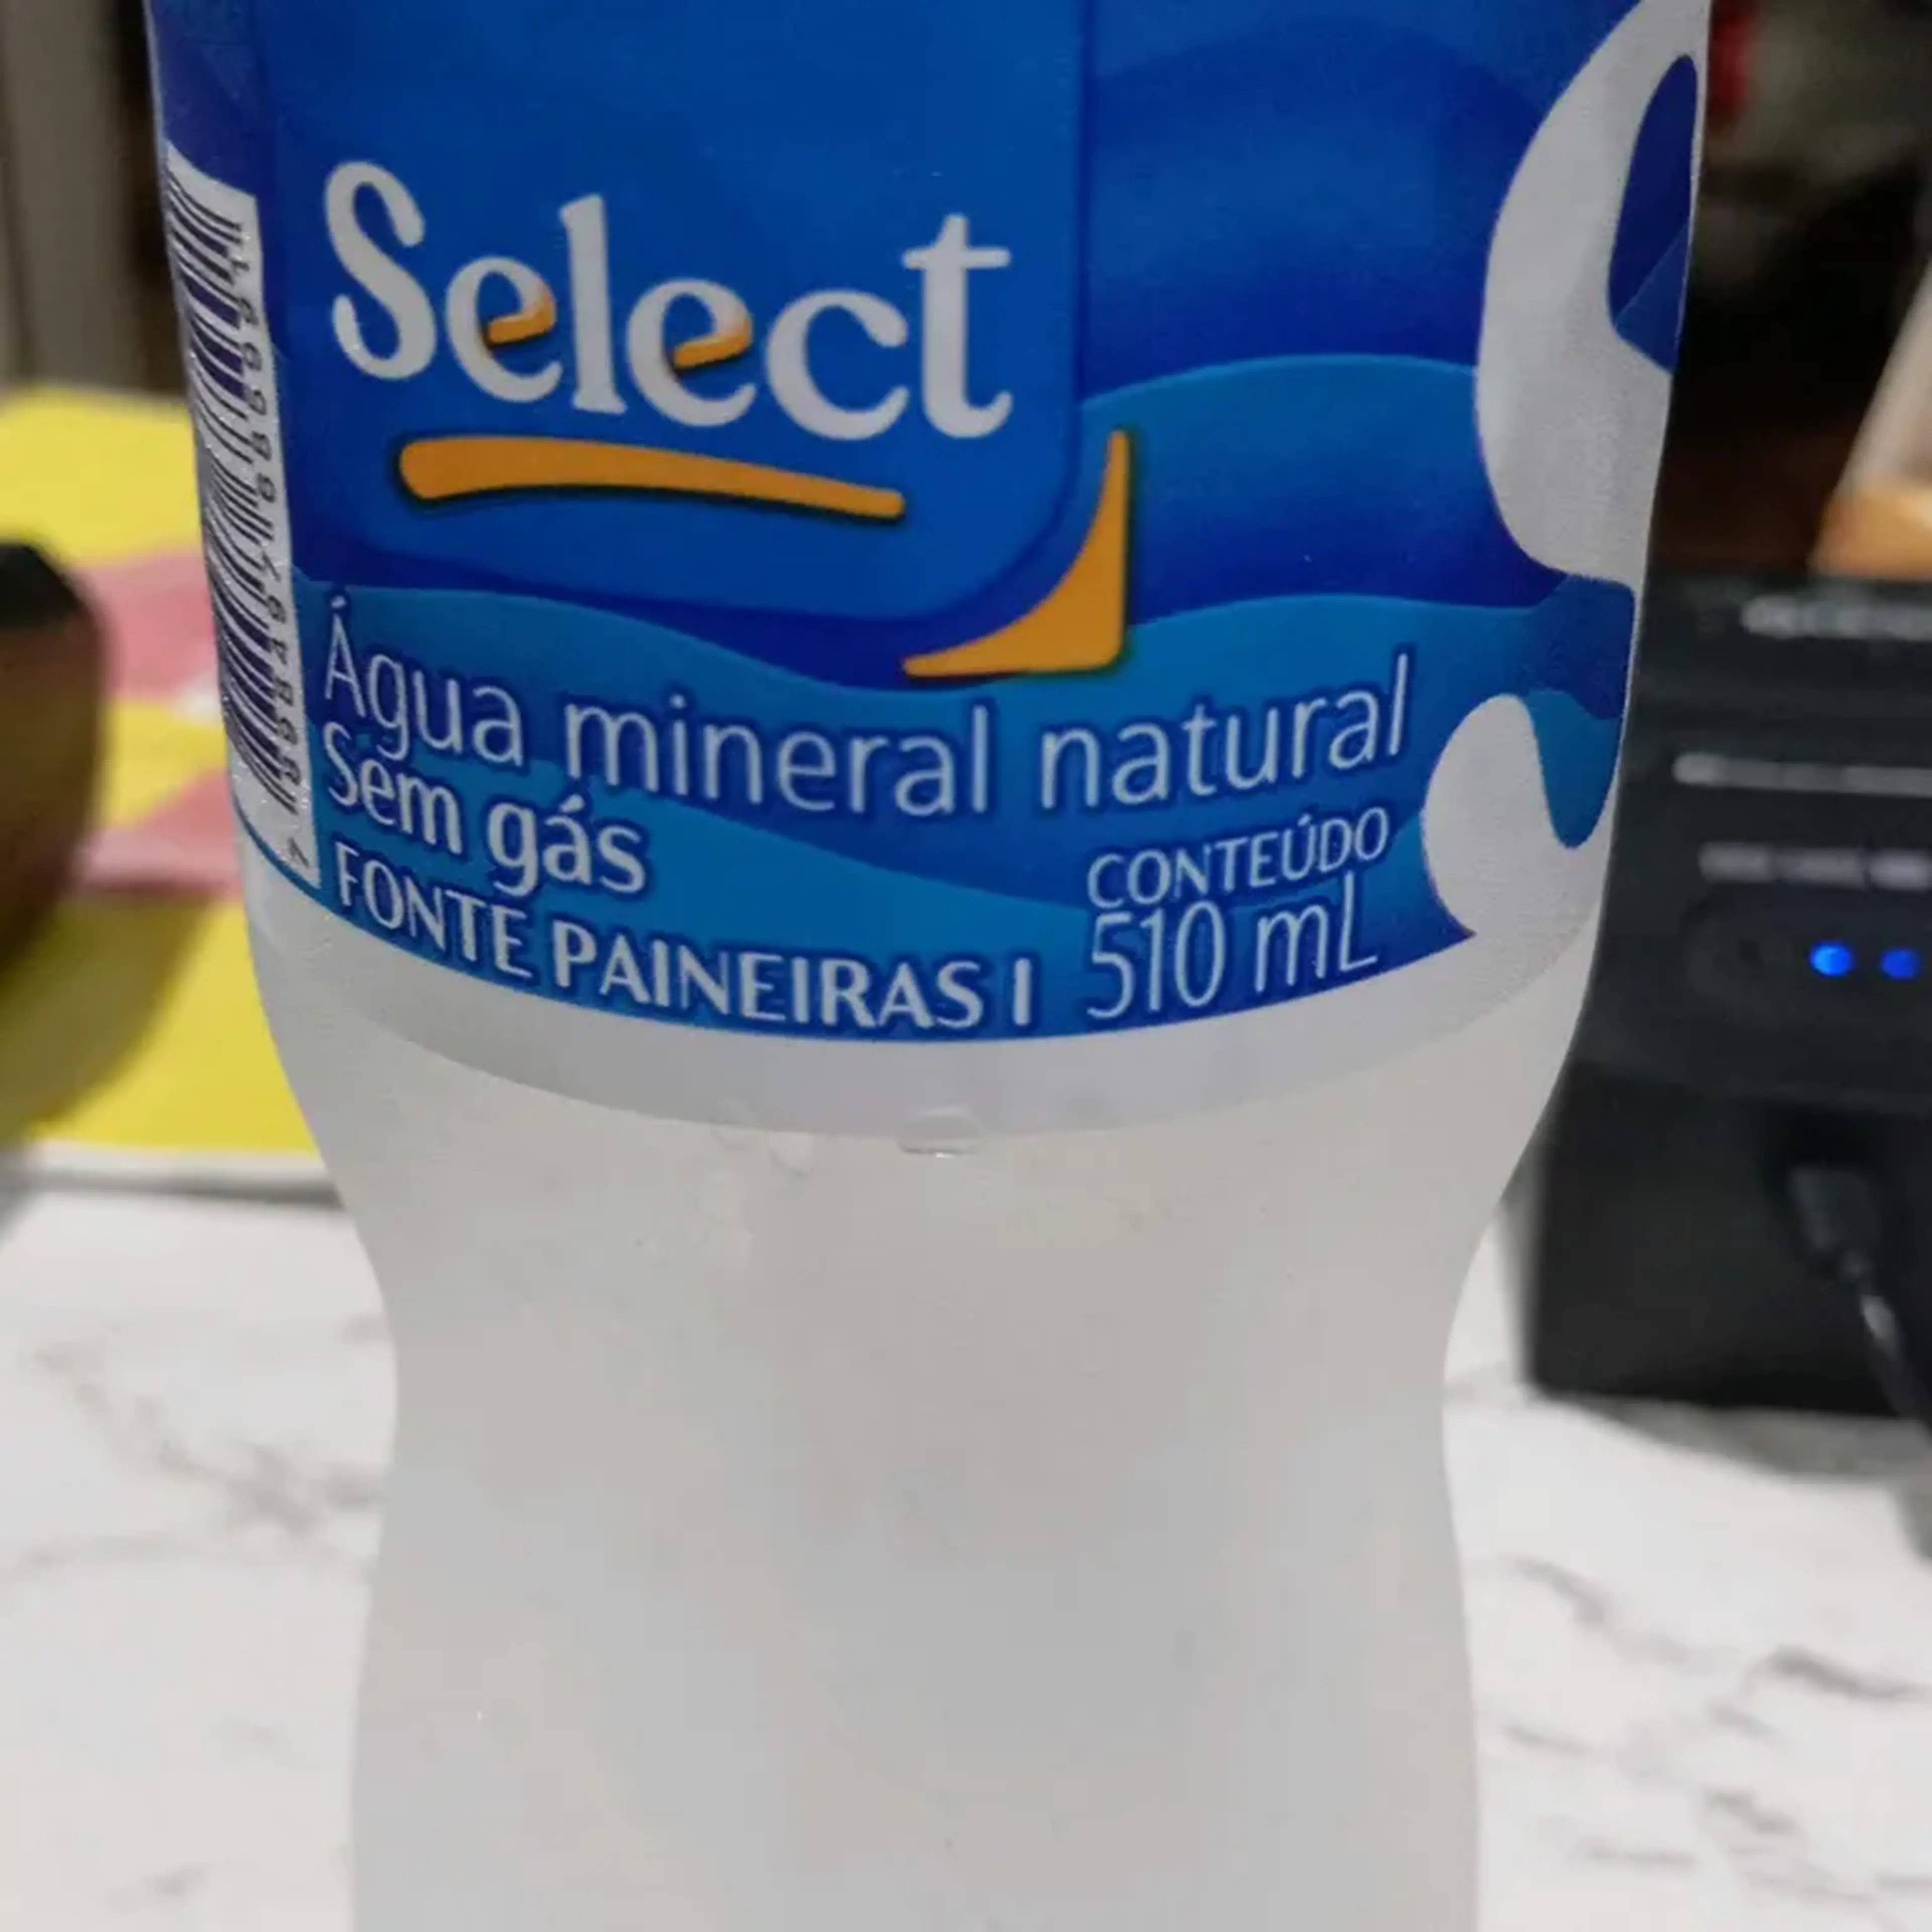 Select
Água mineral natural
Sem gás
FONTE PAINEIRAS I
CONTEÚDO
510 mL